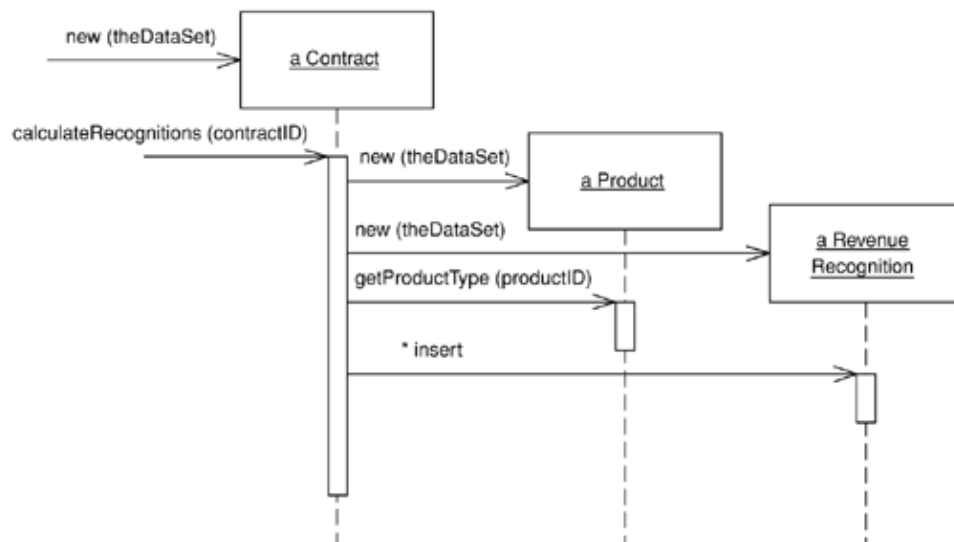 new (theDataSet)
a Contract
calculateRecognitions (contractID)
new (theDataSet)
a Product
new (theDataSet)
a Revenue
Recognition
getProductType (productID)
* insert